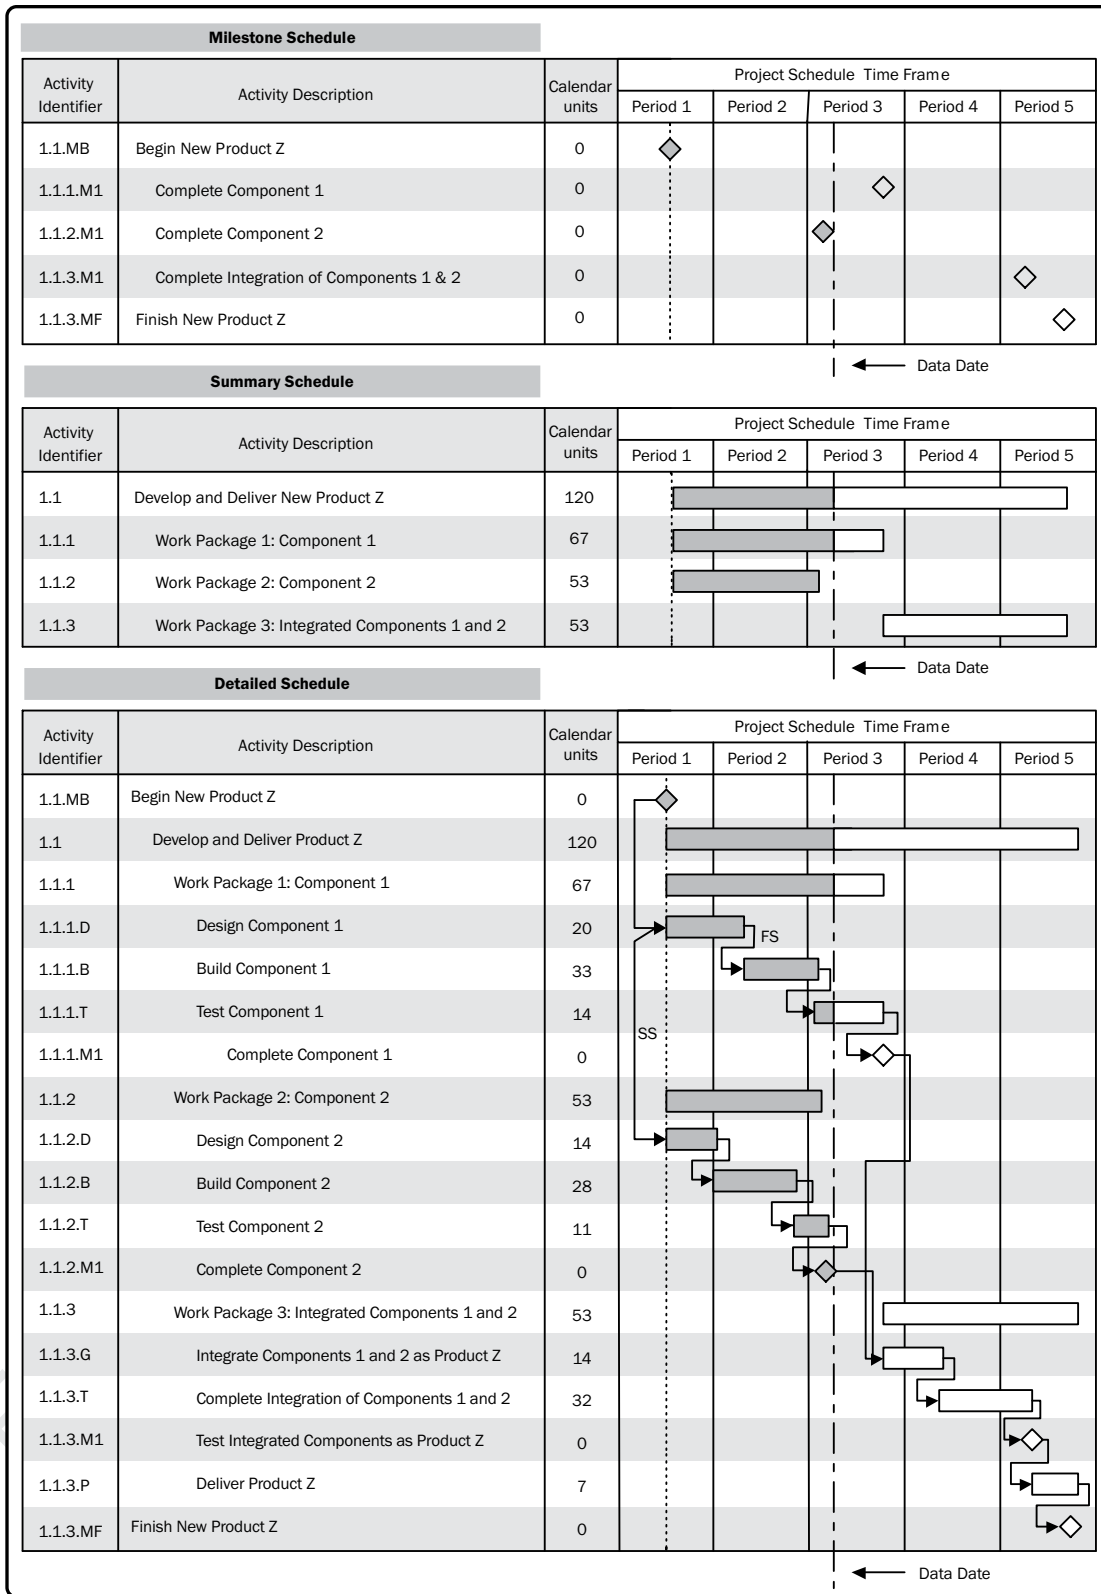 Milestone Schedule
Activity Identifier
Activity Description
Calendar units
Project Schedule Time Frame
Period 1 Period 2 Period 3 Period 4 Period 5
1.1.MB Begin New Product Z 0
1.1.1.M1 Complete Component 1 0
1.1.2.M1 Complete Component 2 0
1.1.3.M1 Complete Integration of Components 1 & 2 0
1.1.3.MF Finish New Product Z 0
Data Date
Summary Schedule
Activity Identifier
Activity Description
Calendar units
Project Schedule Time Frame
Period 1 Period 2 Period 3 Period 4 Period 5
1.1 Develop and Deliver New Product Z 120
1.1.1 Work Package 1: Component 1 67
1.1.2 Work Package 2: Component 2 53
1.1.3 Work Package 3: Integrated Components 1 and 2 53
Data Date
Detailed Schedule
Activity Identifier
Activity Description
Calendar units
Project Schedule Time Frame
Period 1 Period 2 Period 3 Period 4 Period 5
1.1.MB Begin New Product Z 0
1.1 Develop and Deliver Product Z 120
1.1.1 Work Package 1: Component 1 67
1.1.1.D Design Component 1 20
FS
1.1.1.B Build Component 1 33
1.1.1.T Test Component 1 14
SS
1.1.1.M1 Complete Component 1 0
1.1.2 Work Package 2: Component 2 53
1.1.2.D Design Component 2 14
1.1.2.B Build Component 2 28
1.1.2.T Test Component 2 11
1.1.2.M1 Complete Component 2 0
1.1.3 Work Package 3: Integrated Components 1 and 2 53
1.1.3.G Integrate Components 1 and 2 as Product Z 14
1.1.3.T Complete Integration of Components 1 and 2 32
1.1.3.M1 Test Integrated Components as Product Z 0
1.1.3.P Deliver Product Z 7
1.1.3.MF Finish New Product Z 0
Data Date